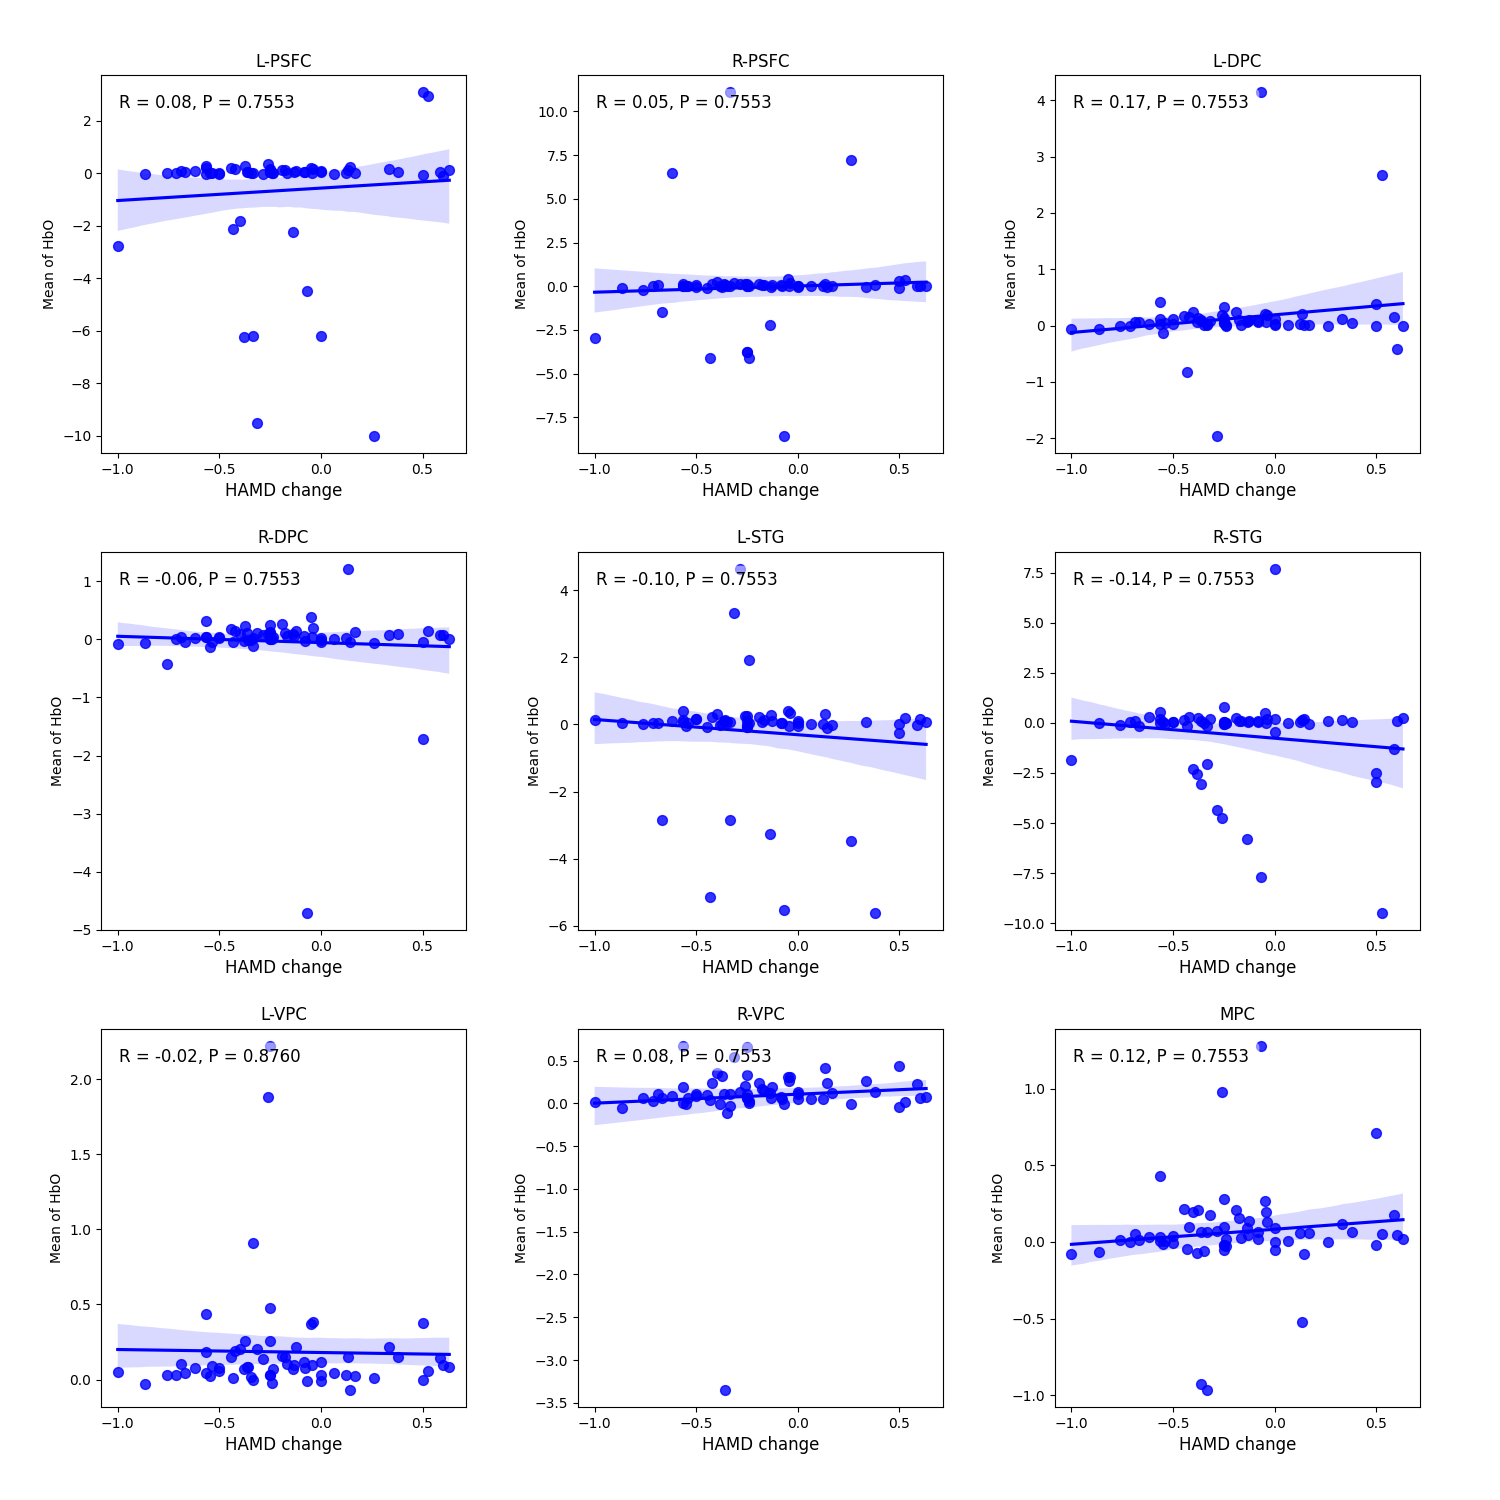 L-PSFC
R = 0.08, P = 0.7553
Mean of HbO
2
0
−2
−4
−6
−8
−10
−1.0 −0.5 0.0 0.5
HAMD change
R-PSFC
R = 0.05, P = 0.7553
Mean of HbO
10.0
7.5
5.0
2.5
0.0
−2.5
−5.0
−7.5
−1.0 −0.5 0.0 0.5
HAMD change
L-DPC
R = 0.17, P = 0.7553
Mean of HbO
4
3
2
1
0
−1
−2
−1.0 −0.5 0.0 0.5
HAMD change
R-DPC
R = -0.06, P = 0.7553
Mean of HbO
1
0
−1
−2
−3
−4
−5
−1.0 −0.5 0.0 0.5
HAMD change
L-STG
R = -0.10, P = 0.7553
Mean of HbO
4
2
0
−2
−4
−6
−1.0 −0.5 0.0 0.5
HAMD change
R-STG
R = -0.14, P = 0.7553
Mean of HbO
7.5
5.0
2.5
0.0
−2.5
−5.0
−7.5
−10.0
−1.0 −0.5 0.0 0.5
HAMD change
L-VPC
R = -0.02, P = 0.8760
Mean of HbO
2.0
1.5
1.0
0.5
0.0
−1.0 −0.5 0.0 0.5
HAMD change
R-VPC
R = 0.08, P = 0.7553
Mean of HbO
0.5
0.0
−0.5
−1.0
−1.5
−2.0
−2.5
−3.0
−3.5
−1.0 −0.5 0.0 0.5
HAMD change
MPC
R = 0.12, P = 0.7553
Mean of HbO
1.0
0.5
0.0
−0.5
−1.0
−1.0 −0.5 0.0 0.5
HAMD change